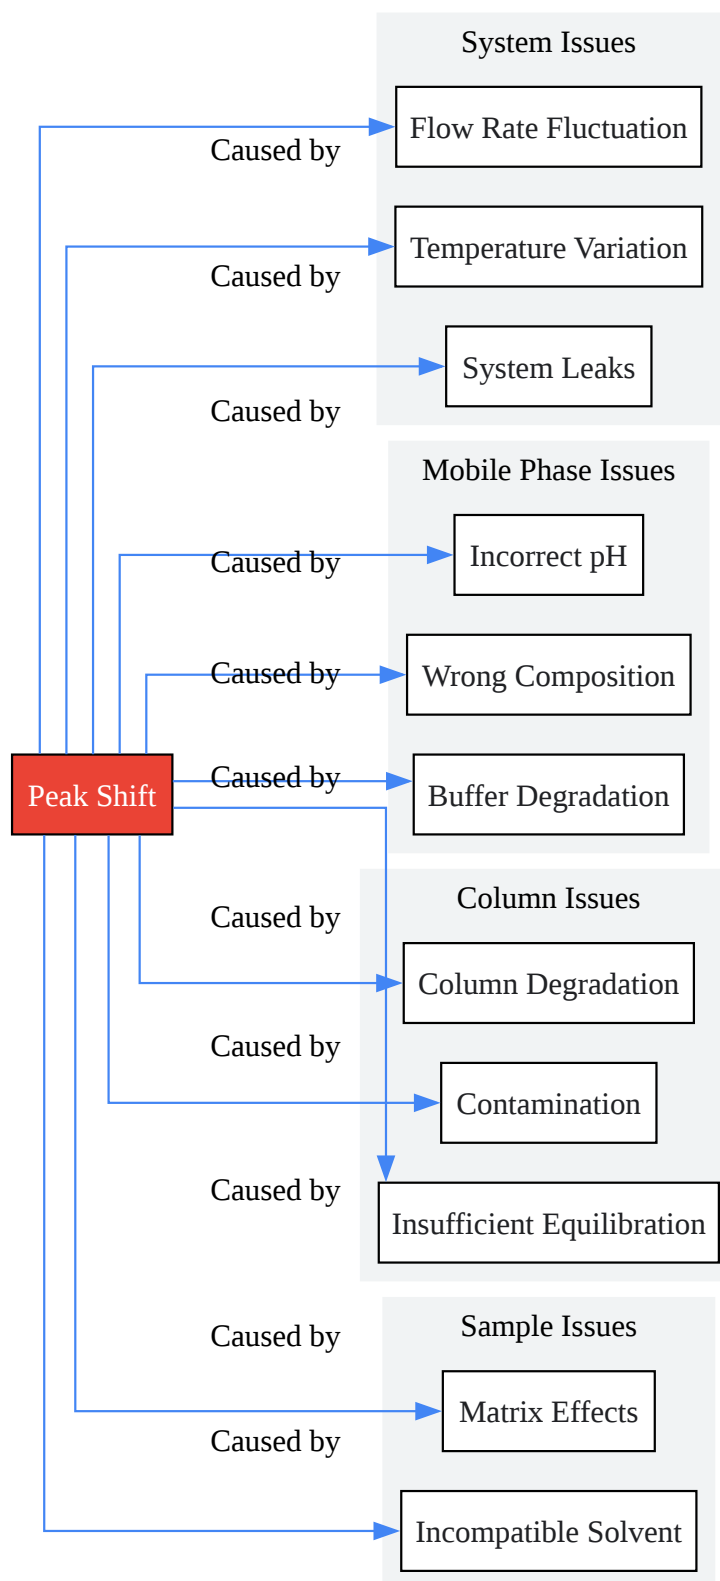 System Issues
Flow Rate Fluctuation
Caused by
Temperature Variation
Caused by
System Leaks
Caused by
Mobile Phase Issues
Incorrect pH
Caused by
Wrong Composition
Caused by
Peak Shift
Caused by
Buffer Degradation
Column Issues
Caused by
Column Degradation
Caused by
Contamination
Caused by
Insufficient Equilibration
Sample Issues
Caused by
Matrix Effects
Caused by
Incompatible Solvent